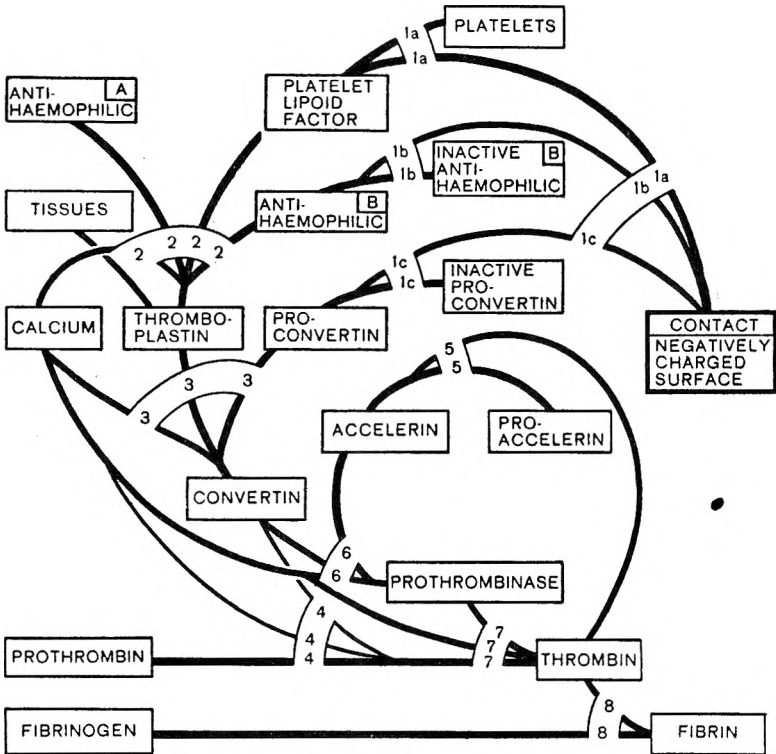 PLATELETS
1a
1a
ANTI-
HAEMOPHILIC
A
PLATELET
LIPOID
FACTOR
1b
1b
INACTIVE
ANTI-
HAEMOPHILIC
B
1a
1b
1c
TISSUES
ANTI-
HAEMOPHILIC
B
2
2
2
2
1c
1c
INACTIVE
PRO-
CONVERTIN
CALCIUM
THROMBO-
PLASTIN
PRO-
CONVERTIN
CONTACT
NEGATIVELY
CHARGED
SURFACE
3
3
3
5
5
ACCELERIN
PRO-
ACCELERIN
CONVERTIN
6
6
PROTHROMBINASE
4
4
4
7
7
7
PROTHROMBIN
THROMBIN
8
8
FIBRINOGEN
FIBRIN